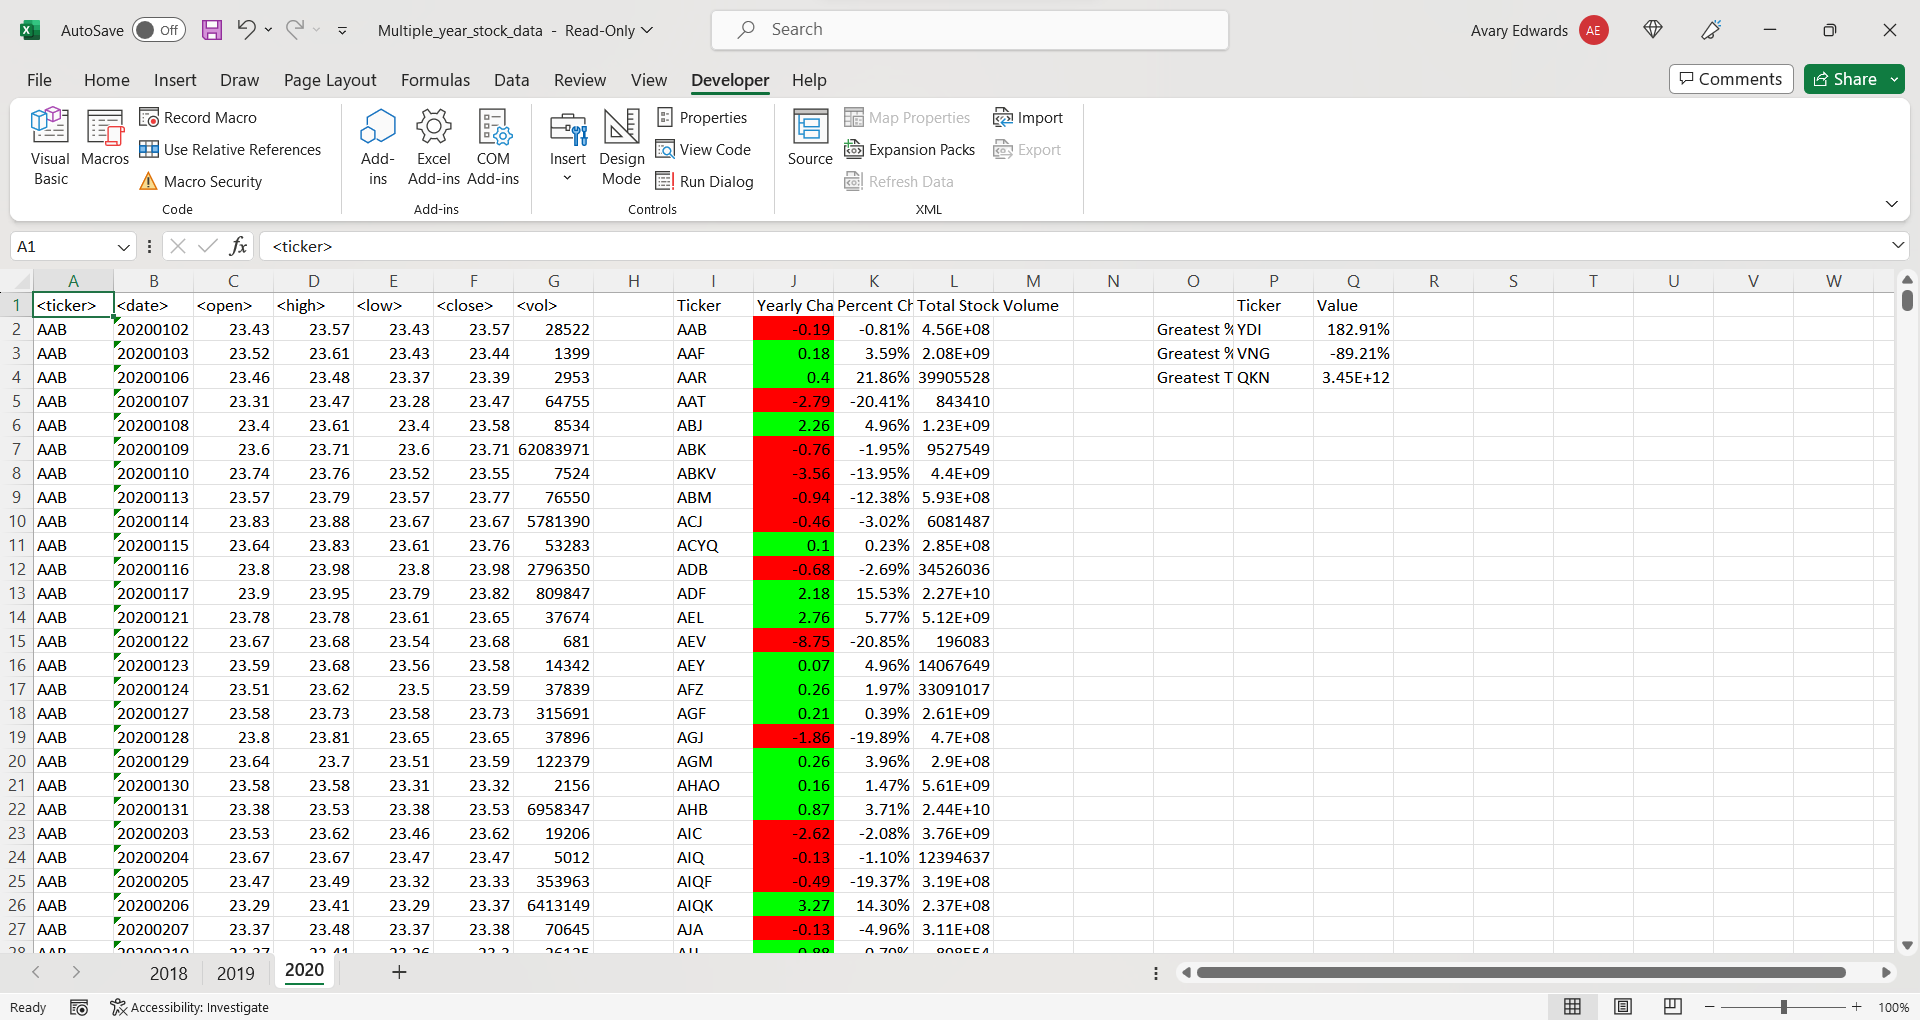 AutoSave Off Multiple_year_stock_data - Read-Only Search Avary Edwards AE
File Home Insert Draw Page Layout Formulas Data Review View Developer Help Comments Share
Visual Basic Macros Record Macro Use Relative References Macro Security Code
Add-ins Excel Add-ins COM Add-ins Add-ins
Insert Design Mode Properties View Code Run Dialog Controls
Source Map Properties Expansion Packs Refresh Data Import Export XML
A1 fx <ticker>
A B C D E F G H I J K L M N O P Q R S T U V W
1 <ticker> <date> <open> <high> <low> <close> <vol> Ticker Yearly Cha Percent Ch Total Stock Volume Ticker Value
2 AAB 20200102 23.43 23.57 23.43 23.57 28522 AAB -0.19 -0.81% 4.56E+08 Greatest % YDI 182.91%
3 AAB 20200103 23.52 23.61 23.43 23.44 1399 AAF 0.18 3.59% 2.08E+09 Greatest % VNG -89.21%
4 AAB 20200106 23.46 23.48 23.37 23.39 2953 AAR 0.4 21.86% 39905528 Greatest T QKN 3.45E+12
5 AAB 20200107 23.31 23.47 23.28 23.47 64755 AAT -2.79 -20.41% 843410
6 AAB 20200108 23.4 23.61 23.4 23.58 8534 ABJ 2.26 4.96% 1.23E+09
7 AAB 20200109 23.6 23.71 23.6 23.71 62083971 ABK -0.76 -1.95% 9527549
8 AAB 20200110 23.74 23.76 23.52 23.55 7524 ABKV -3.56 -13.95% 4.4E+09
9 AAB 20200113 23.57 23.79 23.57 23.77 76550 ABM -0.94 -12.38% 5.93E+08
10 AAB 20200114 23.83 23.88 23.67 23.67 5781390 ACJ -0.46 -3.02% 6081487
11 AAB 20200115 23.64 23.83 23.61 23.76 53283 ACYQ 0.1 0.23% 2.85E+08
12 AAB 20200116 23.8 23.98 23.8 23.98 2796350 ADB -0.68 -2.69% 34526036
13 AAB 20200117 23.9 23.95 23.79 23.82 809847 ADF 2.18 15.53% 2.27E+10
14 AAB 20200121 23.78 23.78 23.61 23.65 37674 AEL 2.76 5.77% 5.12E+09
15 AAB 20200122 23.67 23.68 23.54 23.68 681 AEV -8.75 -20.85% 196083
16 AAB 20200123 23.59 23.68 23.56 23.58 14342 AEY 0.07 4.96% 14067649
17 AAB 20200124 23.51 23.62 23.5 23.59 37839 AFZ 0.26 1.97% 33091017
18 AAB 20200127 23.58 23.73 23.58 23.73 315691 AGF 0.21 0.39% 2.61E+09
19 AAB 20200128 23.8 23.81 23.65 23.65 37896 AGJ -1.86 -19.89% 4.7E+08
20 AAB 20200129 23.64 23.7 23.51 23.59 122379 AGM 0.26 3.96% 2.9E+08
21 AAB 20200130 23.58 23.58 23.31 23.32 2156 AHAO 0.16 1.47% 5.61E+09
22 AAB 20200131 23.38 23.53 23.38 23.53 6958347 AHB 0.87 3.71% 2.44E+10
23 AAB 20200203 23.53 23.62 23.46 23.62 19206 AIC -2.62 -2.08% 3.76E+09
24 AAB 20200204 23.67 23.67 23.47 23.47 5012 AIQ -0.13 -1.10% 12394637
25 AAB 20200205 23.47 23.49 23.32 23.33 353963 AIQF -0.49 -19.37% 3.19E+08
26 AAB 20200206 23.29 23.41 23.29 23.37 6413149 AIQK 3.27 14.30% 2.37E+08
27 AAB 20200207 23.37 23.48 23.37 23.38 70645 AJA -0.13 -4.96% 3.11E+08
28 AAB 20200210
2018 2019 2020
Ready Accessibility: Investigate 100%